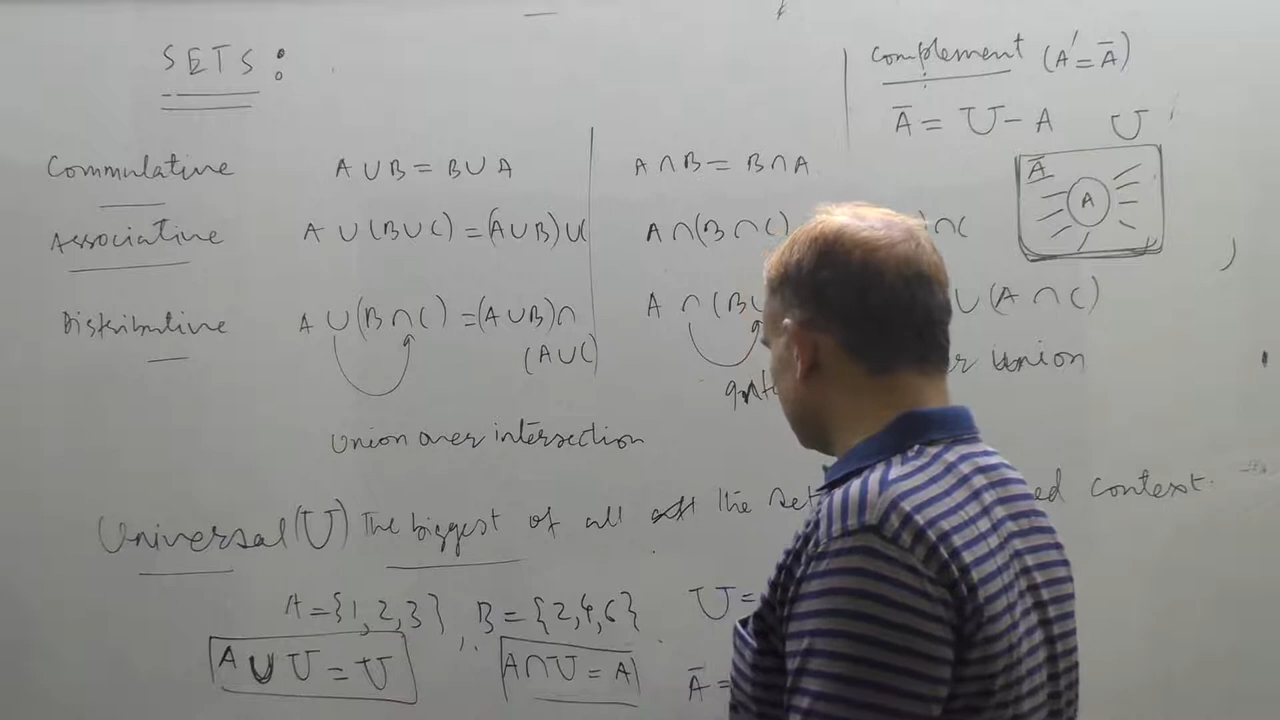 SETS:
complement (A' = Ā)
Ā = U - A U
Ā
A
Commulative A ∪ B = B ∪ A A ∩ B = B ∩ A
Associative A ∪ (B ∪ C) = (A ∪ B) ∪ C A ∩ (B ∩ C) ∩ C
Distributive A ∪ (B ∩ C) = (A ∪ B) ∩ A ∩ (B ∪ (A ∩ C)
(A ∪ C)
union
Union over intersection
Universal (U) The biggest of all the set context.
A = {1, 2, 3}, B = {2, 4, 6} U =
A ∪ U = U A ∩ U = A Ā =